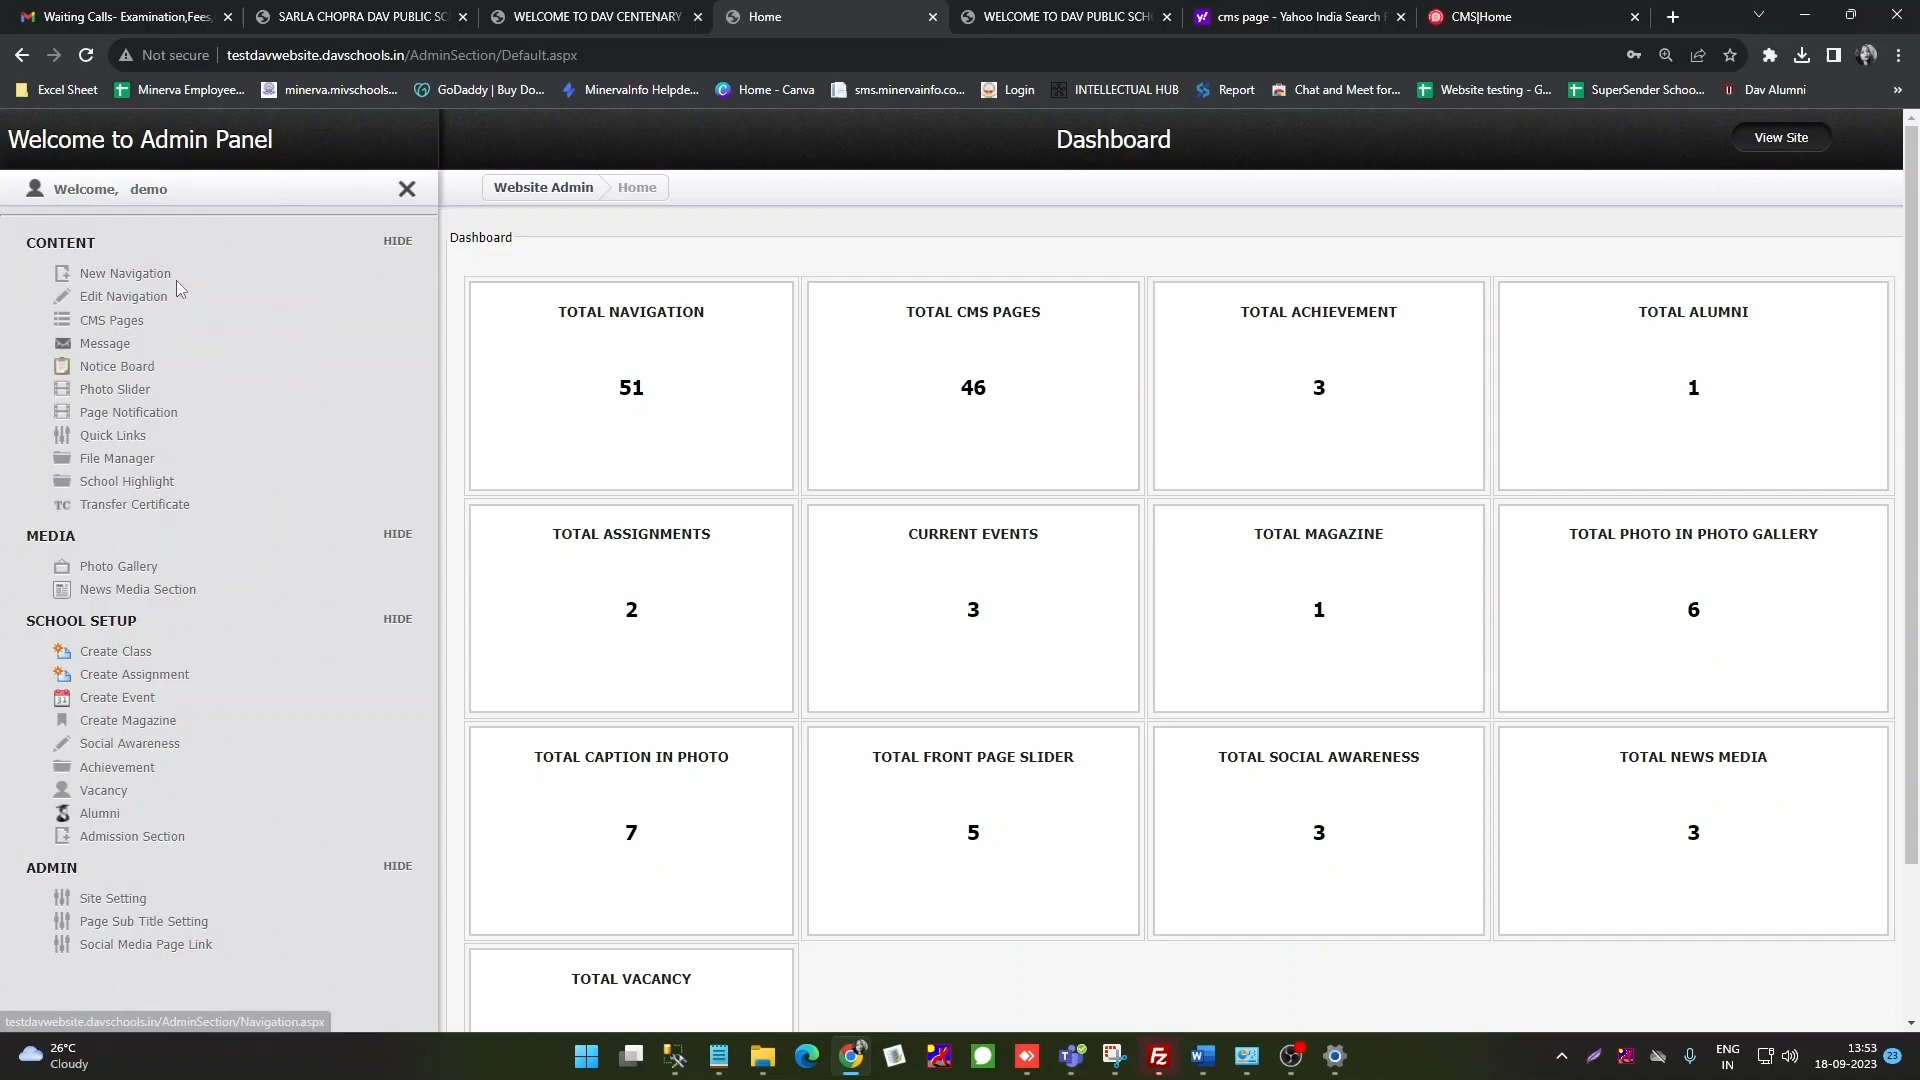 Waiting Calls- Examination,Fees,
SARLA CHOPRA DAV PUBLIC SC
WELCOME TO DAV CENTENARY
Home
WELCOME TO DAV PUBLIC SCH
cms page - Yahoo India Search
CMS|Home
Not secure
testdavwebsite.davschools.in/AdminSection/Default.aspx
Excel Sheet
Minerva Employee...
minerva.mivschools...
GoDaddy | Buy Do...
MinervaInfo Helpde...
Home - Canva
sms.minervainfo.co...
Login
INTELLECTUAL HUB
Report
Chat and Meet for...
Website testing - G...
SuperSender Schoo...
Dav Alumni
»
Welcome to Admin Panel
Dashboard
View Site
Welcome, demo
Website Admin
Home
CONTENT
HIDE
New Navigation
Edit Navigation
CMS Pages
Message
Notice Board
Photo Slider
Page Notification
Quick Links
File Manager
School Highlight
TC Transfer Certificate
MEDIA
HIDE
Photo Gallery
News Media Section
SCHOOL SETUP
HIDE
Create Class
Create Assignment
31 Create Event
Create Magazine
Social Awareness
Achievement
Vacancy
Alumni
Admission Section
ADMIN
HIDE
Site Setting
Page Sub Title Setting
Social Media Page Link
testdavwebsite.davschools.in/AdminSection/Navigation.aspx
Dashboard
TOTAL NAVIGATION
51
TOTAL CMS PAGES
46
TOTAL ACHIEVEMENT
3
TOTAL ALUMNI
1
TOTAL ASSIGNMENTS
2
CURRENT EVENTS
3
TOTAL MAGAZINE
1
TOTAL PHOTO IN PHOTO GALLERY
6
TOTAL CAPTION IN PHOTO
7
TOTAL FRONT PAGE SLIDER
5
TOTAL SOCIAL AWARENESS
3
TOTAL NEWS MEDIA
3
TOTAL VACANCY
26°C
Cloudy
ENG
IN
13:53
18-09-2023
23